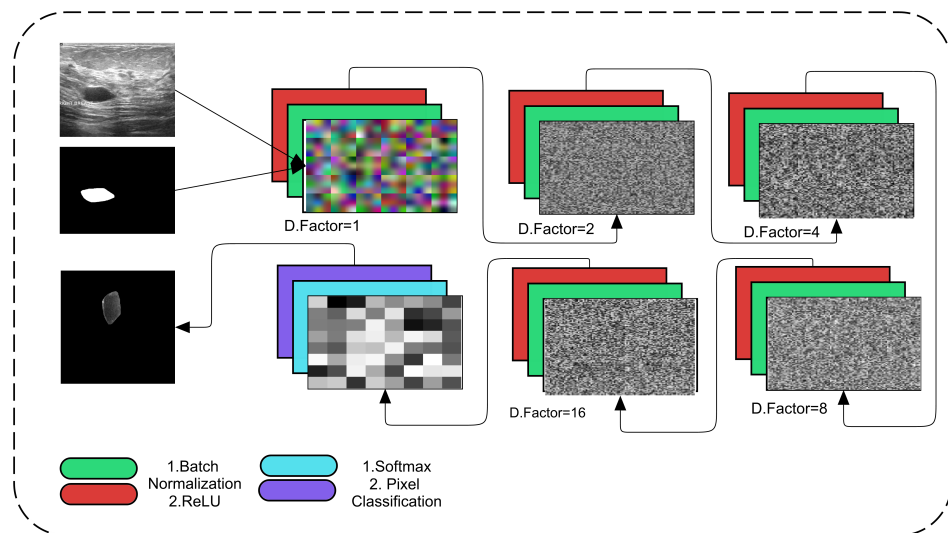 D.Factor=1
D.Factor=2
D.Factor=4
D.Factor=16
D.Factor=8
1.Batch
Normalization
2.ReLU
1.Softmax
2. Pixel
Classification